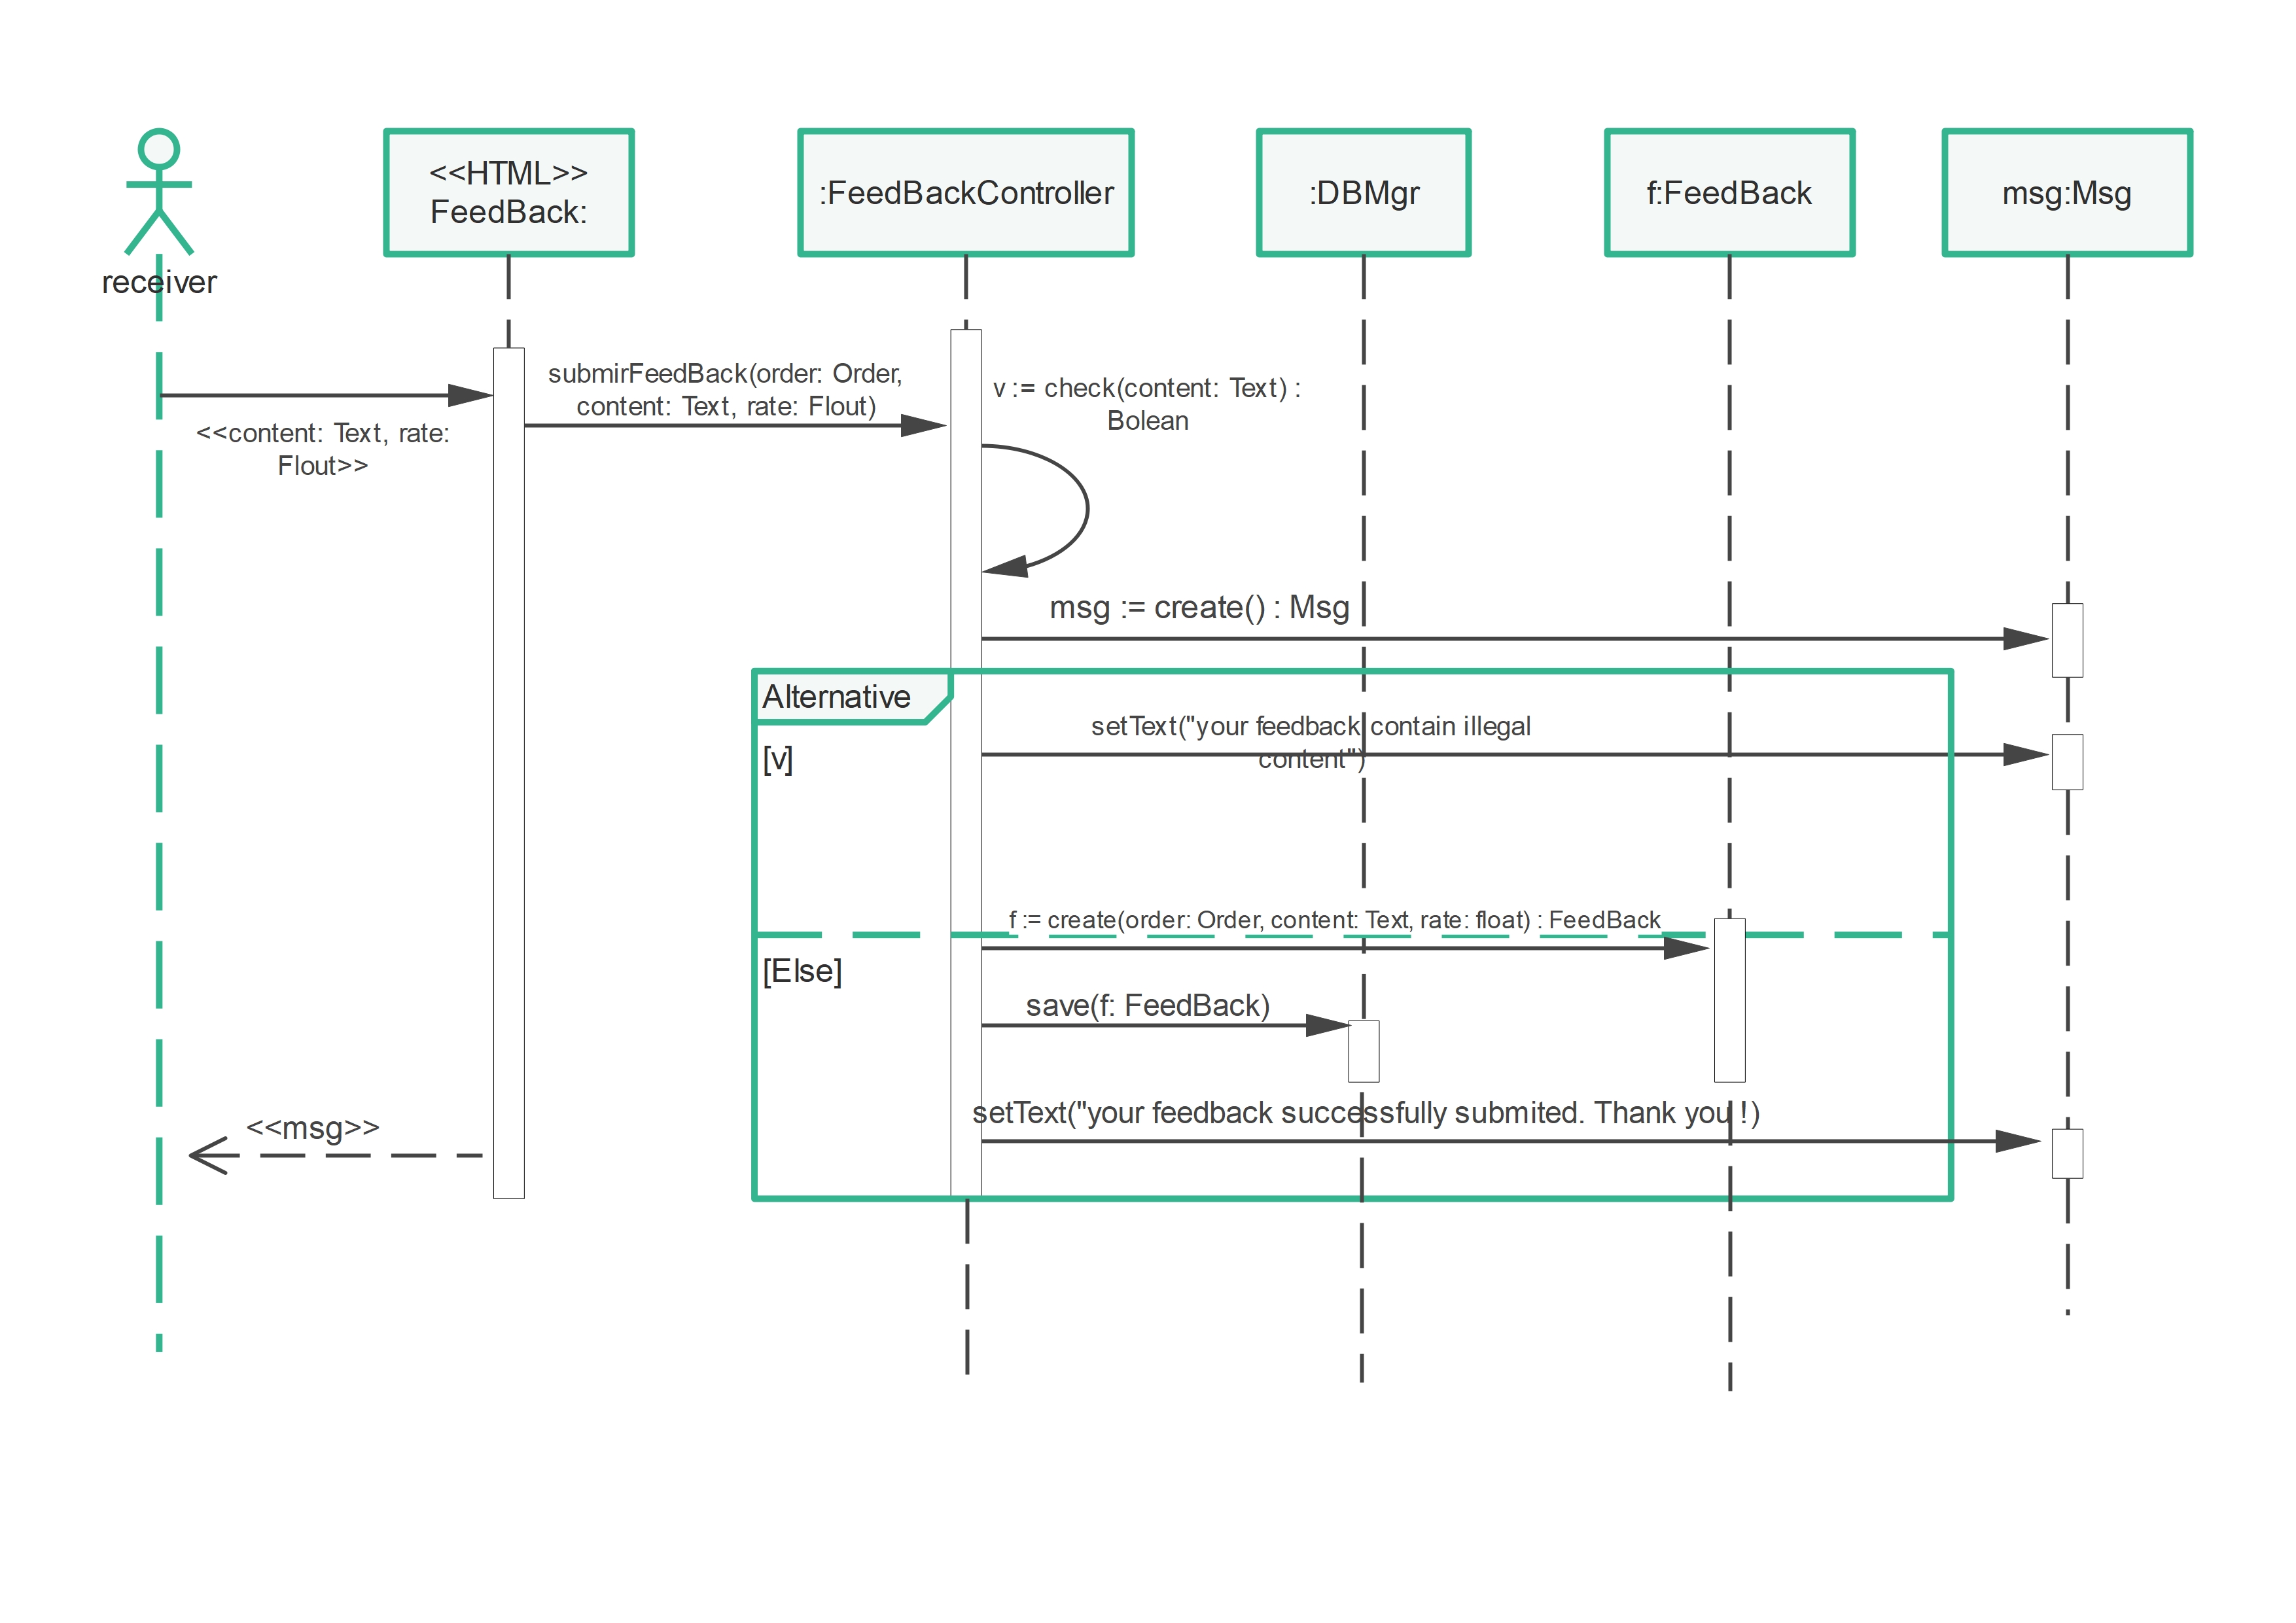 <<HTML>>
FeedBack:
:FeedBackController
:DBMgr
f:FeedBack
msg:Msg
receiver
submirFeedBack(order: Order,
content: Text, rate: Flout)
v := check(content: Text) :
Bolean
<<content: Text, rate:
Flout>>
msg := create() : Msg
Alternative
setText("your feedback contain illegal
content")
[v]
f := create(order: Order, content: Text, rate: float) : FeedBack
[Else]
save(f: FeedBack)
setText("your feedback successfully submited. Thank you !)
<<msg>>